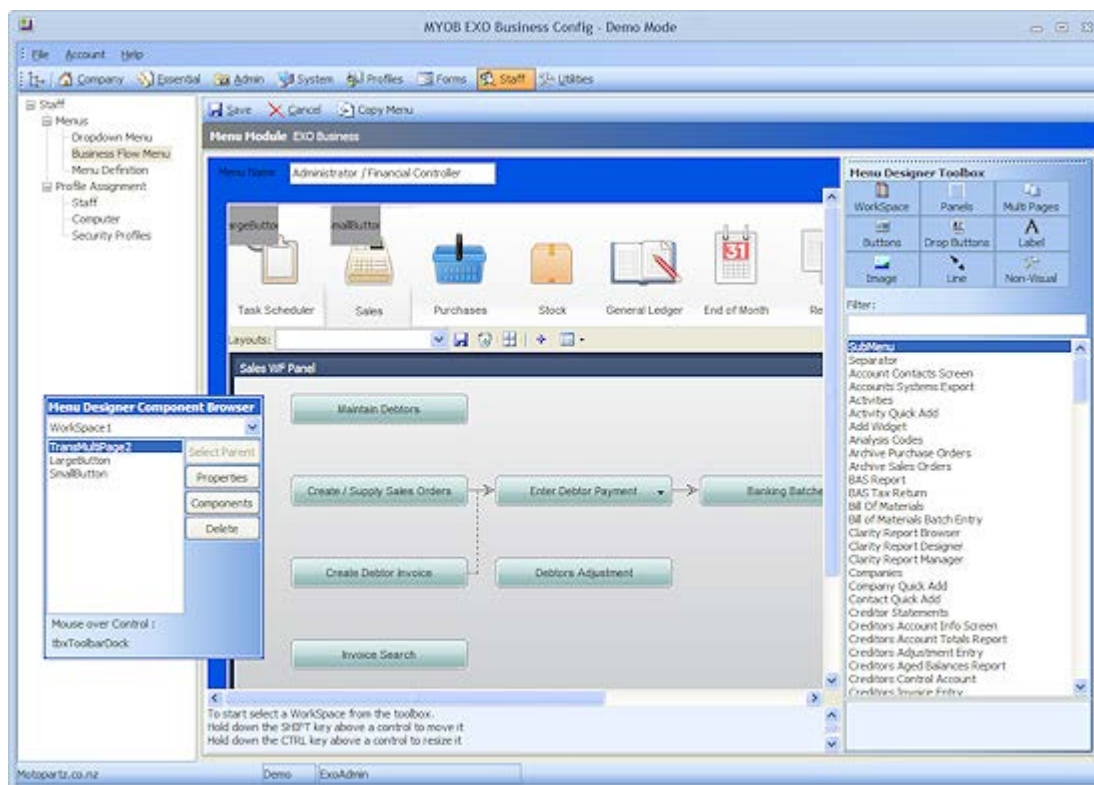 MYOB EXO Business Config - Demo Mode
File Account Help
Company Essential Admin System Profiles Forms Staff Utilities
Staff
Menus
Dropdown Menu
Business Flow Menu
Menu Definition
Profile Assignment
Staff
Computer
Security Profiles
Save Cancel Copy Menu
Menu Module EXO Business
Menu Name: Administrator / Financial Controller
argeButto mallButto
Task Scheduler Sales Purchases Stock General Ledger End of Month Re
31
Layouts:
Sales WF Panel
Maintain Debtors
Create / Supply Sales Orders Enter Debtor Payment Banking Batche
Create Debtor Invoice Debtors Adjustment
Invoice Search
To start select a WorkSpace from the toolbox.
Hold down the SHIFT key above a control to move it
Hold down the CTRL key above a control to resize it
Menu Designer Component Browser
WorkSpace1
TransMultiPage2
LargeButton
SmallButton
Select Parent
Properties
Components
Delete
Mouse over Control :
tbxToolbarDock
Menu Designer Toolbox
WorkSpace Panels Multi Pages
Buttons Drop Buttons Label
Image Line Non-Visual
Filter:
SubMenu
Separator
Account Contacts Screen
Accounts Systems Export
Activities
Activity Quick Add
Add Widget
Analysis Codes
Archive Purchase Orders
Archive Sales Orders
BAS Report
BAS Tax Return
Bill Of Materials
Bill of Materials Batch Entry
Clarity Report Browser
Clarity Report Designer
Clarity Report Manager
Companies
Company Quick Add
Contact Quick Add
Creditor Statements
Creditors Account Info Screen
Creditors Account Totals Report
Creditors Adjustment Entry
Creditors Aged Balances Report
Creditors Control Account
Creditors Invoice Entry
Motopartz.co.nz Demo ExoAdmin